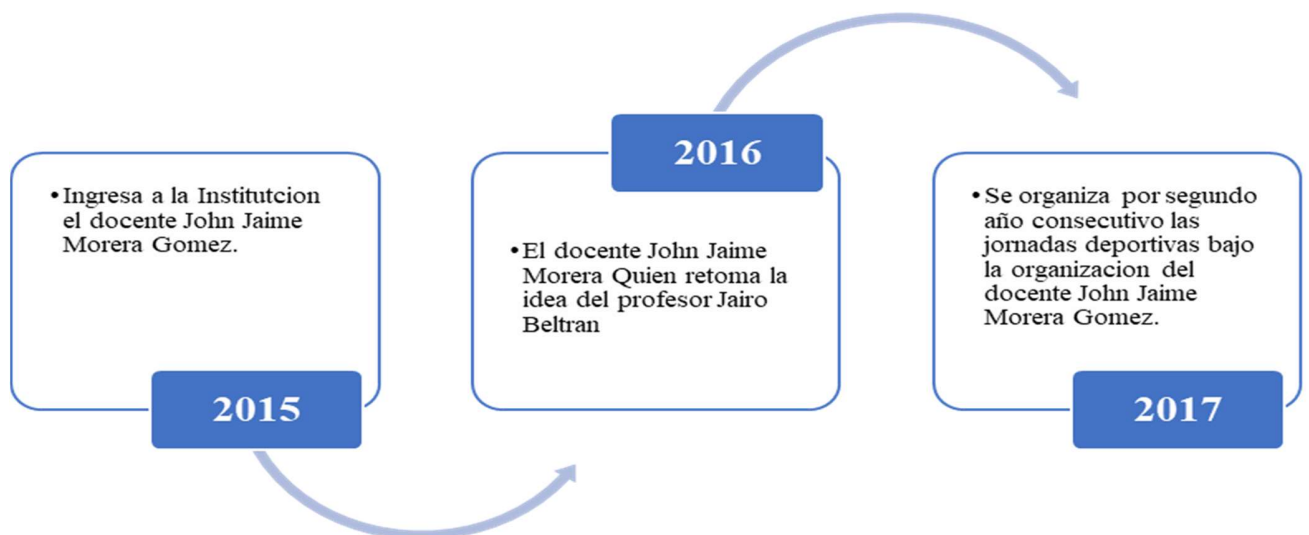 •Ingresa a la Institutcion
el docente John Jaime
Morera Gomez.
2015
2016
•El docente John Jaime
Morera Quien retoma la
idea del profesor Jairo
Beltran
•Se organiza por segundo
año consecutivo las
jornadas deportivas bajo
la organizacion del
docente John Jaime
Morera Gomez.
2017